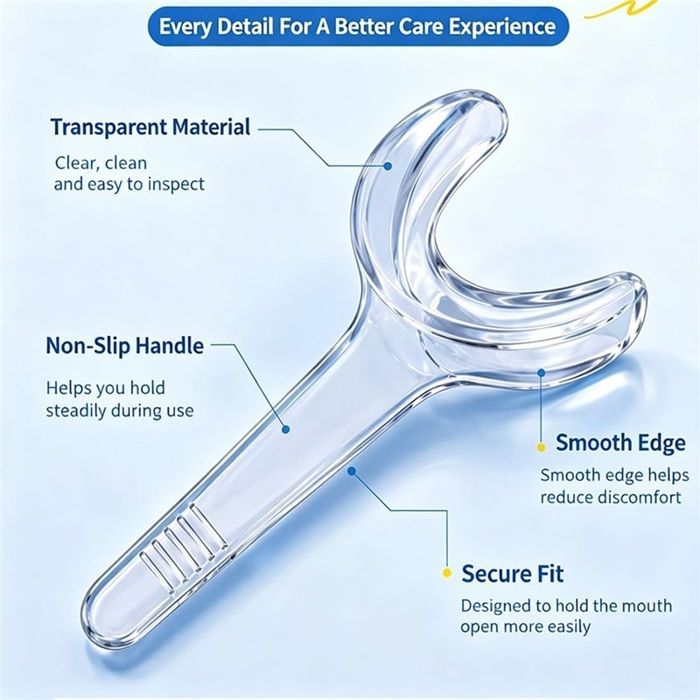 Every Detail For A Better Care Experience
Transparent Material
Clear, clean
and easy to inspect
Non-Slip Handle
Helps you hold
steadily during use
Smooth Edge
Smooth edge helps
reduce discomfort
Secure Fit
Designed to hold the mouth
open more easily